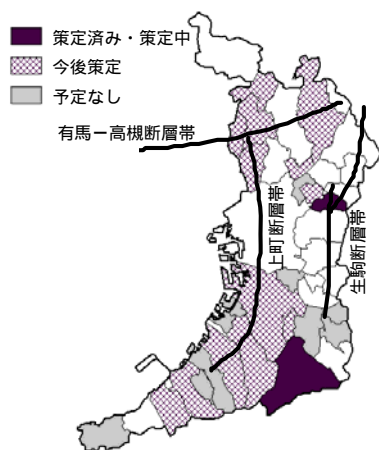 策定済み・策定中
今後策定
予定なし
有馬ー高槻断層帯
上町断層帯
生駒断層帯